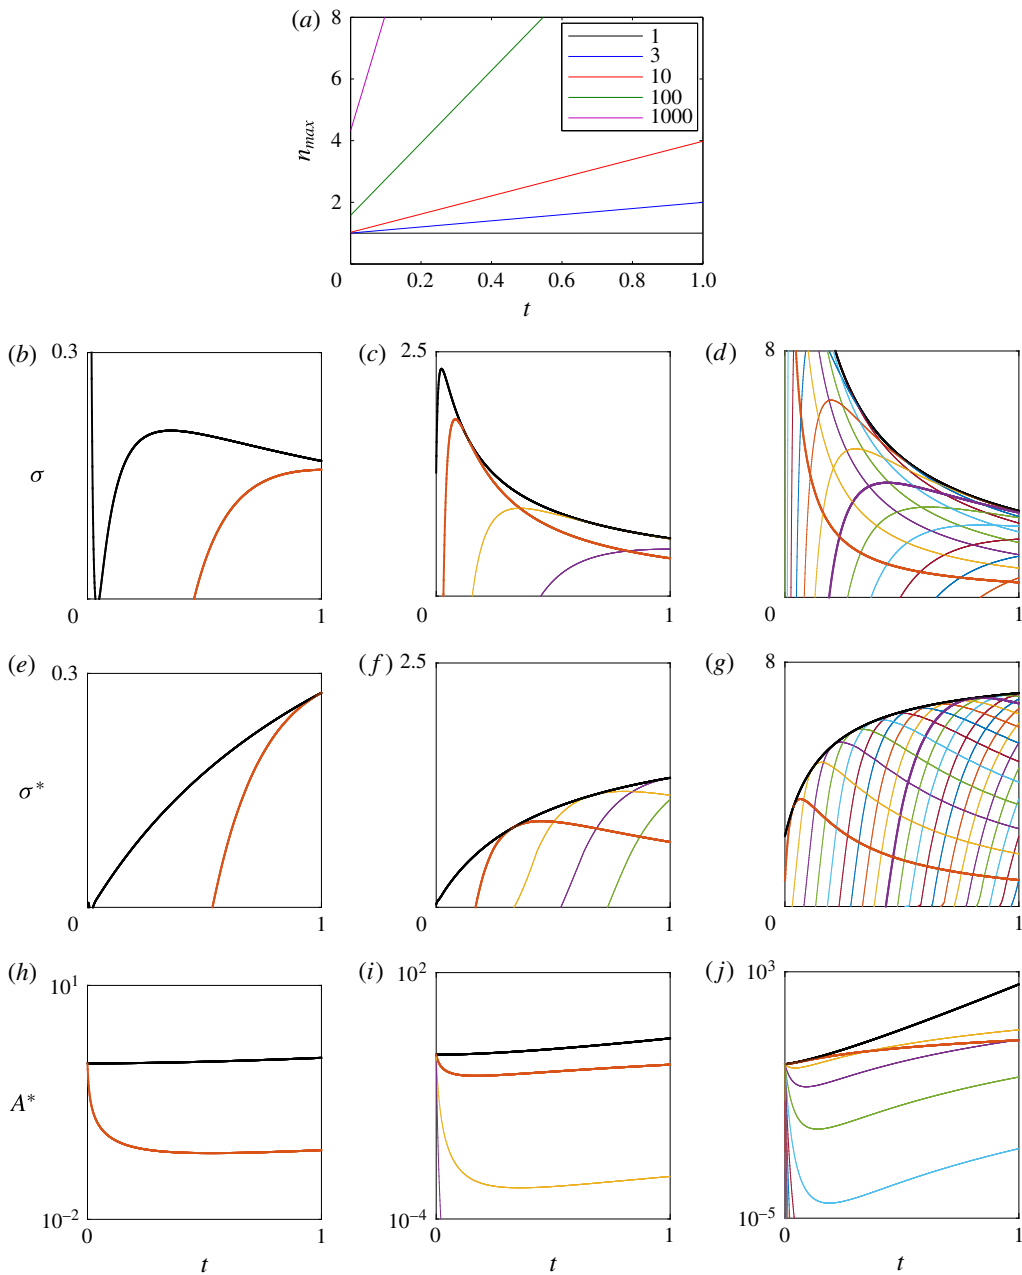 (a)
8
6
4
2
n_max
0 0.2 0.4 0.6 0.8 1.0
t
1
3
10
100
1000
(b) 0.3
σ
0 1
(c) 2.5
0 1
(d) 8
0 1
(e) 0.3
σ*
0 1
(f) 2.5
0 1
(g) 8
0 1
(h) 10^1
A*
10^−2
0 1
t
(i) 10^2
10^−4
0 1
t
(j) 10^3
10^−5
0 1
t